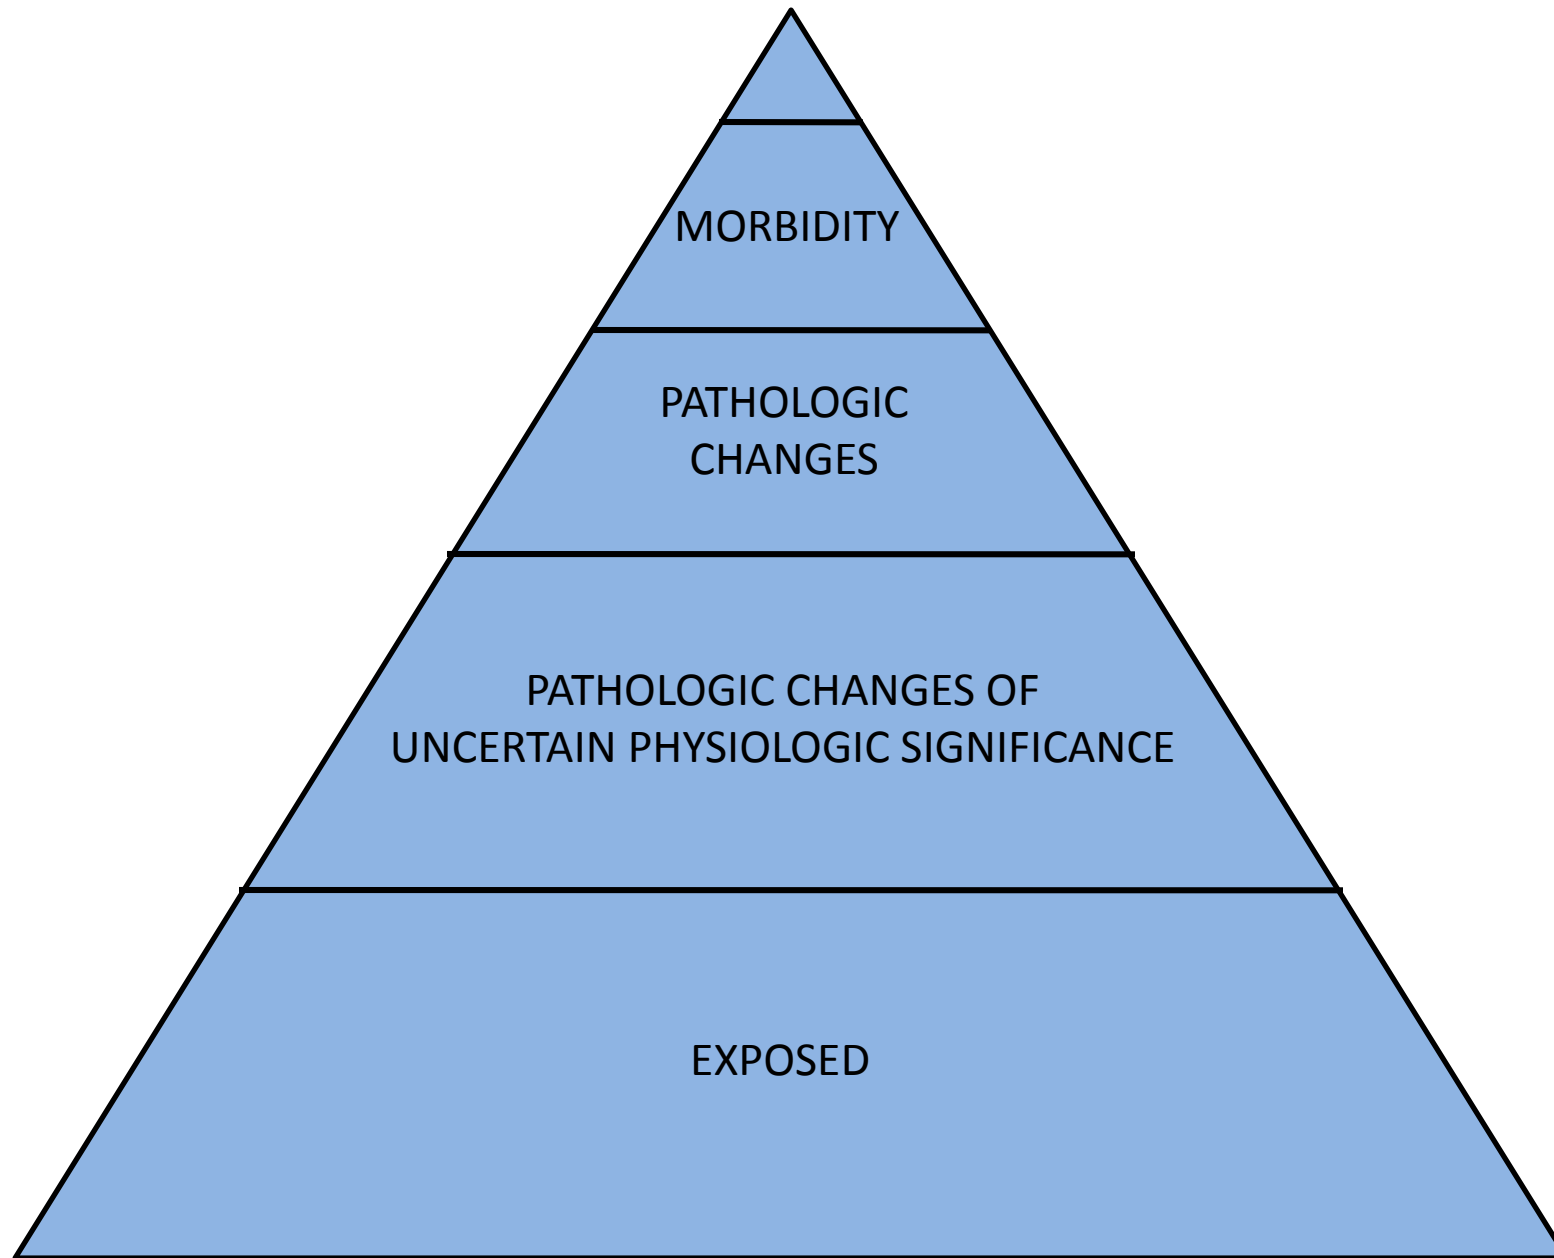 MORBIDITY
PATHOLOGIC
CHANGES
PATHOLOGIC CHANGES OF
UNCERTAIN PHYSIOLOGIC SIGNIFICANCE
EXPOSED